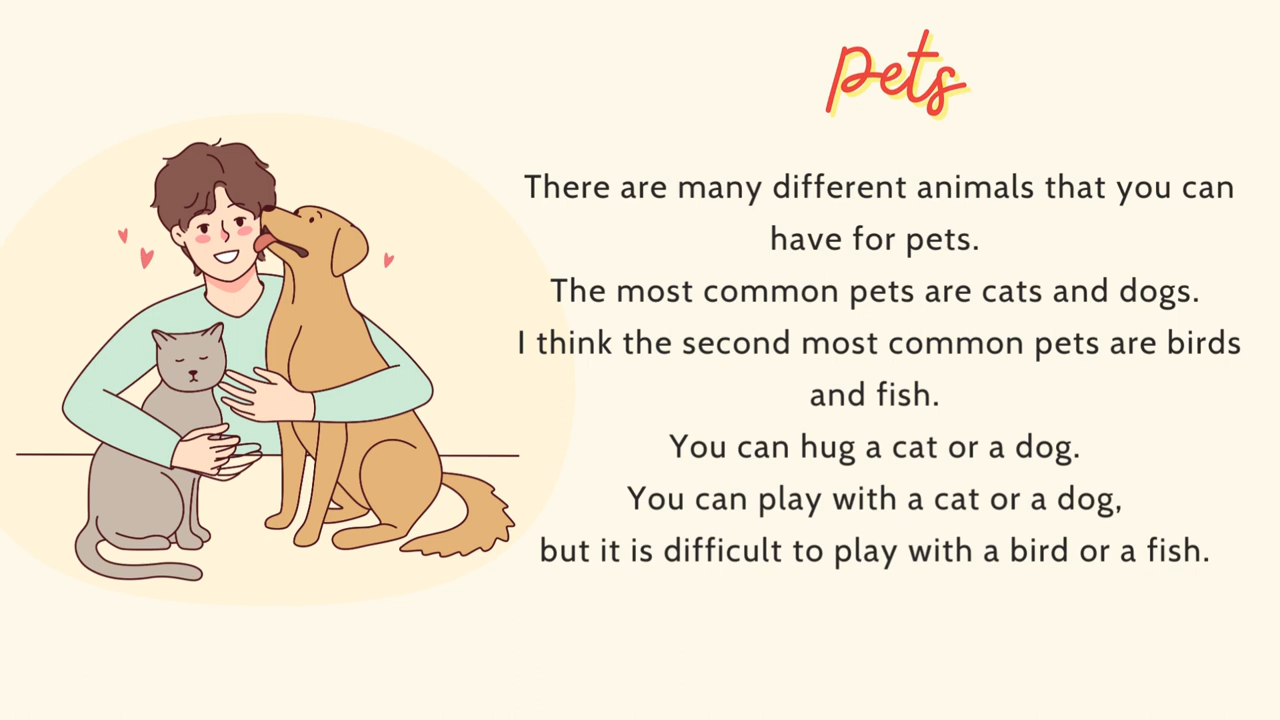 pets
There are many different animals that you can
have for pets.
The most common pets are cats and dogs.
I think the second most common pets are birds
and fish.
You can hug a cat or a dog.
You can play with a cat or a dog,
but it is difficult to play with a bird or a fish.